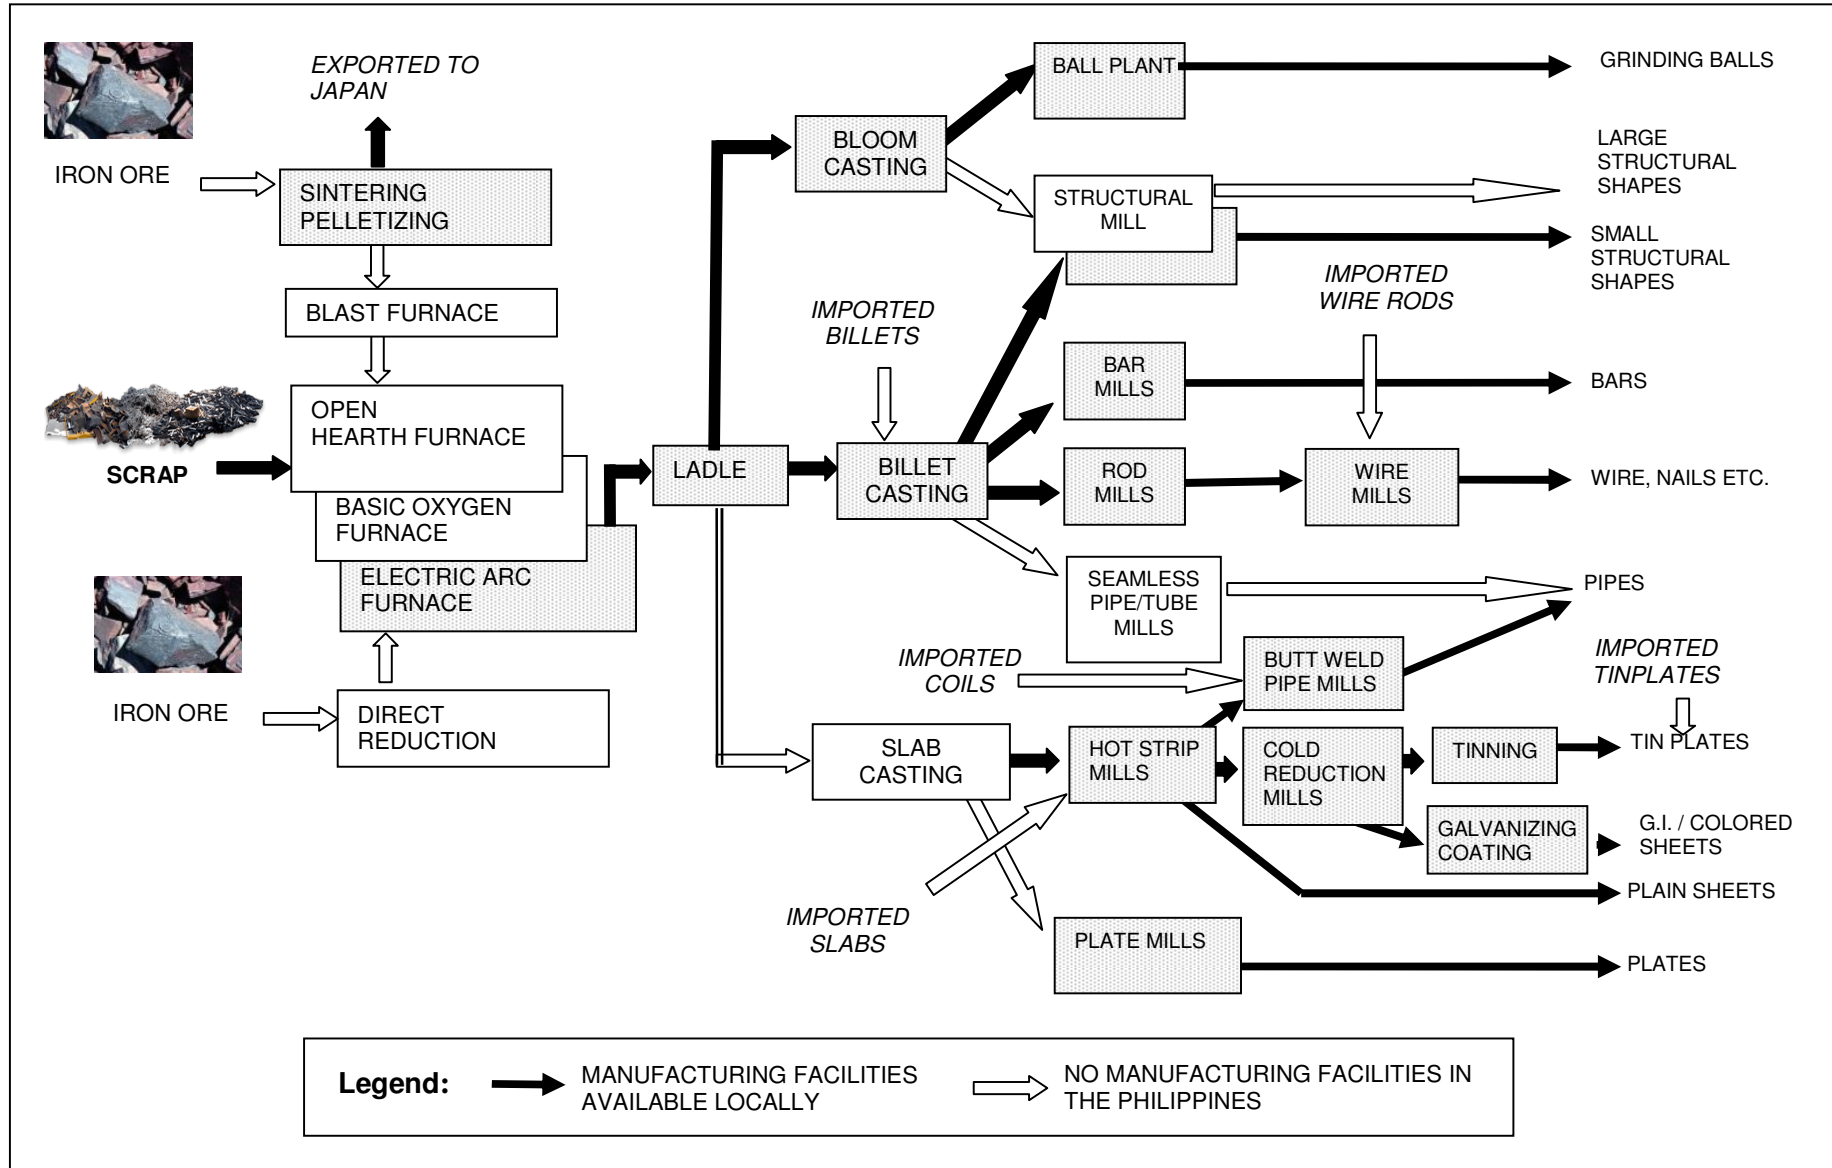 EXPORTED TO
JAPAN
IRON ORE
SINTERING
PELLETIZING
BLAST FURNACE
OPEN
HEARTH FURNACE
SCRAP
BASIC OXYGEN
FURNACE
ELECTRIC ARC
FURNACE
IRON ORE
DIRECT
REDUCTION
LADLE
BLOOM
CASTING
BALL PLANT
GRINDING BALLS
STRUCTURAL
MILL
LARGE
STRUCTURAL
SHAPES
SMALL
STRUCTURAL
SHAPES
IMPORTED
BILLETS
IMPORTED
WIRE RODS
BILLET
CASTING
BAR
MILLS
BARS
ROD
MILLS
WIRE
MILLS
WIRE, NAILS ETC.
SEAMLESS
PIPE/TUBE
MILLS
PIPES
IMPORTED
COILS
BUTT WELD
PIPE MILLS
IMPORTED
TINPLATES
SLAB
CASTING
HOT STRIP
MILLS
COLD
REDUCTION
MILLS
TINNING
TIN PLATES
GALVANIZING
COATING
G.I. / COLORED
SHEETS
PLAIN SHEETS
IMPORTED
SLABS
PLATE MILLS
PLATES
Legend:
MANUFACTURING FACILITIES
AVAILABLE LOCALLY
NO MANUFACTURING FACILITIES IN
THE PHILIPPINES